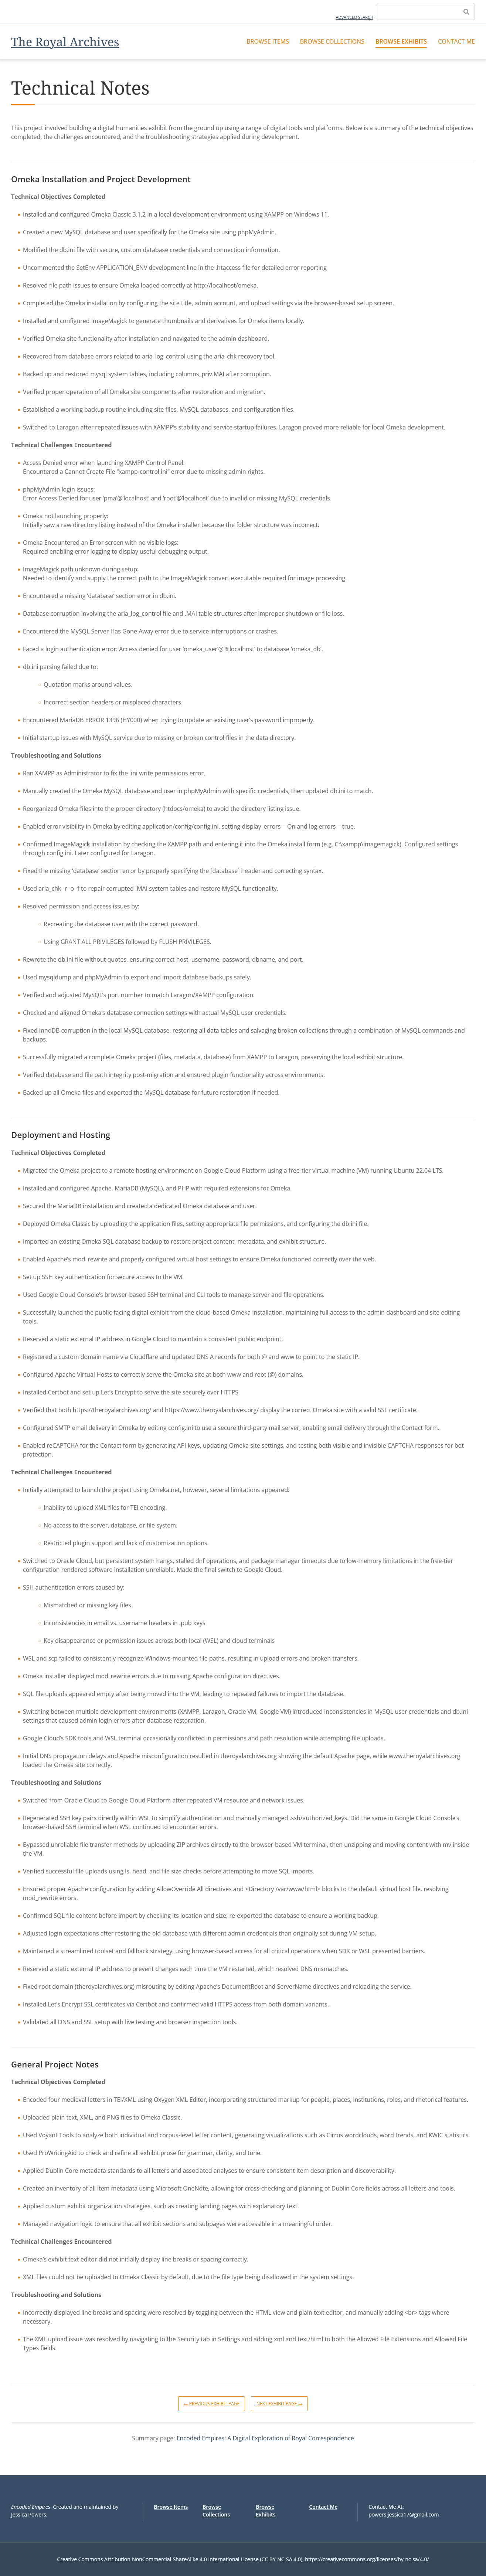 ADVANCED SEARCH
The Royal Archives
BROWSE ITEMS
BROWSE COLLECTIONS
BROWSE EXHIBITS
CONTACT ME
Technical Notes
This project involved building a digital humanities exhibit from the ground up using a range of digital tools and platforms. Below is a summary of the technical objectives
completed, the challenges encountered, and the troubleshooting strategies applied during development.
Omeka Installation and Project Development
Technical Objectives Completed
Installed and configured Omeka Classic 3.1.2 in a local development environment using XAMPP on Windows 11.
Created a new MySQL database and user specifically for the Omeka site using phpMyAdmin.
Modified the db.ini file with secure, custom database credentials and connection information.
Uncommented the SetEnv APPLICATION_ENV development line in the .htaccess file for detailed error reporting
Resolved file path issues to ensure Omeka loaded correctly at http://localhost/omeka.
Completed the Omeka installation by configuring the site title, admin account, and upload settings via the browser-based setup screen.
Installed and configured ImageMagick to generate thumbnails and derivatives for Omeka items locally.
Verified Omeka site functionality after installation and navigated to the admin dashboard.
Recovered from database errors related to aria_log_control using the aria_chk recovery tool.
Backed up and restored mysql system tables, including columns_priv.MAI after corruption.
Verified proper operation of all Omeka site components after restoration and migration.
Established a working backup routine including site files, MySQL databases, and configuration files.
Switched to Laragon after repeated issues with XAMPP's stability and service startup failures. Laragon proved more reliable for local Omeka development.
Technical Challenges Encountered
Access Denied error when launching XAMPP Control Panel:
Encountered a Cannot Create File "xampp-control.ini" error due to missing admin rights.
phpMyAdmin login issues:
Error Access Denied for user 'pma'@'localhost' and 'root'@'localhost' due to invalid or missing MySQL credentials.
Omeka not launching properly:
Initially saw a raw directory listing instead of the Omeka installer because the folder structure was incorrect.
Omeka Encountered an Error screen with no visible logs:
Required enabling error logging to display useful debugging output.
ImageMagick path unknown during setup:
Needed to identify and supply the correct path to the ImageMagick convert executable required for image processing.
Encountered a missing 'database' section error in db.ini.
Database corruption involving the aria_log_control file and .MAI table structures after improper shutdown or file loss.
Encountered the MySQL Server Has Gone Away error due to service interruptions or crashes.
Faced a login authentication error: Access denied for user 'omeka_user'@'%localhost' to database 'omeka_db'.
db.ini parsing failed due to:
Quotation marks around values.
Incorrect section headers or misplaced characters.
Encountered MariaDB ERROR 1396 (HY000) when trying to update an existing user's password improperly.
Initial startup issues with MySQL service due to missing or broken control files in the data directory.
Troubleshooting and Solutions
Ran XAMPP as Administrator to fix the .ini write permissions error.
Manually created the Omeka MySQL database and user in phpMyAdmin with specific credentials, then updated db.ini to match.
Reorganized Omeka files into the proper directory (htdocs/omeka) to avoid the directory listing issue.
Enabled error visibility in Omeka by editing application/config/config.ini, setting display_errors = On and log.errors = true.
Confirmed ImageMagick installation by checking the XAMPP path and entering it into the Omeka install form (e.g. C:\xampp\imagemagick). Configured settings
through config.ini. Later configured for Laragon.
Fixed the missing 'database' section error by properly specifying the [database] header and correcting syntax.
Used aria_chk -r -o -f to repair corrupted .MAI system tables and restore MySQL functionality.
Resolved permission and access issues by:
Recreating the database user with the correct password.
Using GRANT ALL PRIVILEGES followed by FLUSH PRIVILEGES.
Rewrote the db.ini file without quotes, ensuring correct host, username, password, dbname, and port.
Used mysqldump and phpMyAdmin to export and import database backups safely.
Verified and adjusted MySQL's port number to match Laragon/XAMPP configuration.
Checked and aligned Omeka's database connection settings with actual MySQL user credentials.
Fixed InnoDB corruption in the local MySQL database, restoring all data tables and salvaging broken collections through a combination of MySQL commands and
backups.
Successfully migrated a complete Omeka project (files, metadata, database) from XAMPP to Laragon, preserving the local exhibit structure.
Verified database and file path integrity post-migration and ensured plugin functionality across environments.
Backed up all Omeka files and exported the MySQL database for future restoration if needed.
Deployment and Hosting
Technical Objectives Completed
Migrated the Omeka project to a remote hosting environment on Google Cloud Platform using a free-tier virtual machine (VM) running Ubuntu 22.04 LTS.
Installed and configured Apache, MariaDB (MySQL), and PHP with required extensions for Omeka.
Secured the MariaDB installation and created a dedicated Omeka database and user.
Deployed Omeka Classic by uploading the application files, setting appropriate file permissions, and configuring the db.ini file.
Imported an existing Omeka SQL database backup to restore project content, metadata, and exhibit structure.
Enabled Apache's mod_rewrite and properly configured virtual host settings to ensure Omeka functioned correctly over the web.
Set up SSH key authentication for secure access to the VM.
Used Google Cloud Console's browser-based SSH terminal and CLI tools to manage server and file operations.
Successfully launched the public-facing digital exhibit from the cloud-based Omeka installation, maintaining full access to the admin dashboard and site editing
tools.
Reserved a static external IP address in Google Cloud to maintain a consistent public endpoint.
Registered a custom domain name via Cloudflare and updated DNS A records for both @ and www to point to the static IP.
Configured Apache Virtual Hosts to correctly serve the Omeka site at both www and root (@) domains.
Installed Certbot and set up Let's Encrypt to serve the site securely over HTTPS.
Verified that both https://theroyalarchives.org/ and https://www.theroyalarchives.org/ display the correct Omeka site with a valid SSL certificate.
Configured SMTP email delivery in Omeka by editing config.ini to use a secure third-party mail server, enabling email delivery through the Contact form.
Enabled reCAPTCHA for the Contact form by generating API keys, updating Omeka site settings, and testing both visible and invisible CAPTCHA responses for bot
protection.
Technical Challenges Encountered
Initially attempted to launch the project using Omeka.net, however, several limitations appeared:
Inability to upload XML files for TEI encoding.
No access to the server, database, or file system.
Restricted plugin support and lack of customization options.
Switched to Oracle Cloud, but persistent system hangs, stalled dnf operations, and package manager timeouts due to low-memory limitations in the free-tier
configuration rendered software installation unreliable. Made the final switch to Google Cloud.
SSH authentication errors caused by:
Mismatched or missing key files
Inconsistencies in email vs. username headers in .pub keys
Key disappearance or permission issues across both local (WSL) and cloud terminals
WSL and scp failed to consistently recognize Windows-mounted file paths, resulting in upload errors and broken transfers.
Omeka installer displayed mod_rewrite errors due to missing Apache configuration directives.
SQL file uploads appeared empty after being moved into the VM, leading to repeated failures to import the database.
Switching between multiple development environments (XAMPP, Laragon, Oracle VM, Google VM) introduced inconsistencies in MySQL user credentials and db.ini
settings that caused admin login errors after database restoration.
Google Cloud's SDK tools and WSL terminal occasionally conflicted in permissions and path resolution while attempting file uploads.
Initial DNS propagation delays and Apache misconfiguration resulted in theroyalarchives.org showing the default Apache page, while www.theroyalarchives.org
loaded the Omeka site correctly.
Troubleshooting and Solutions
Switched from Oracle Cloud to Google Cloud Platform after repeated VM resource and network issues.
Regenerated SSH key pairs directly within WSL to simplify authentication and manually managed .ssh/authorized_keys. Did the same in Google Cloud Console's
browser-based SSH terminal when WSL continued to encounter errors.
Bypassed unreliable file transfer methods by uploading ZIP archives directly to the browser-based VM terminal, then unzipping and moving content with mv inside
the VM.
Verified successful file uploads using ls, head, and file size checks before attempting to move SQL imports.
Ensured proper Apache configuration by adding AllowOverride All directives and <Directory /var/www/html> blocks to the default virtual host file, resolving
mod_rewrite errors.
Confirmed SQL file content before import by checking its location and size; re-exported the database to ensure a working backup.
Adjusted login expectations after restoring the old database with different admin credentials than originally set during VM setup.
Maintained a streamlined toolset and fallback strategy, using browser-based access for all critical operations when SDK or WSL presented barriers.
Reserved a static external IP address to prevent changes each time the VM restarted, which resolved DNS mismatches.
Fixed root domain (theroyalarchives.org) misrouting by editing Apache's DocumentRoot and ServerName directives and reloading the service.
Installed Let's Encrypt SSL certificates via Certbot and confirmed valid HTTPS access from both domain variants.
Validated all DNS and SSL setup with live testing and browser inspection tools.
General Project Notes
Technical Objectives Completed
Encoded four medieval letters in TEI/XML using Oxygen XML Editor, incorporating structured markup for people, places, institutions, roles, and rhetorical features.
Uploaded plain text, XML, and PNG files to Omeka Classic.
Used Voyant Tools to analyze both individual and corpus-level letter content, generating visualizations such as Cirrus wordclouds, word trends, and KWIC statistics.
Used ProWritingAid to check and refine all exhibit prose for grammar, clarity, and tone.
Applied Dublin Core metadata standards to all letters and associated analyses to ensure consistent item description and discoverability.
Created an inventory of all item metadata using Microsoft OneNote, allowing for cross-checking and planning of Dublin Core fields across all letters and tools.
Applied custom exhibit organization strategies, such as creating landing pages with explanatory text.
Managed navigation logic to ensure that all exhibit sections and subpages were accessible in a meaningful order.
Technical Challenges Encountered
Omeka's exhibit text editor did not initially display line breaks or spacing correctly.
XML files could not be uploaded to Omeka Classic by default, due to the file type being disallowed in the system settings.
Troubleshooting and Solutions
Incorrectly displayed line breaks and spacing were resolved by toggling between the HTML view and plain text editor, and manually adding <br> tags where
necessary.
The XML upload issue was resolved by navigating to the Security tab in Settings and adding xml and text/html to both the Allowed File Extensions and Allowed File
Types fields.
← PREVIOUS EXHIBIT PAGE
NEXT EXHIBIT PAGE →
Summary page: Encoded Empires: A Digital Exploration of Royal Correspondence
Encoded Empires. Created and maintained by
Jessica Powers.
Browse Items
Browse
Collections
Browse
Exhibits
Contact Me
Contact Me At:
powers.jessica17@gmail.com
Creative Commons Attribution-NonCommercial-ShareAlike 4.0 International License (CC BY-NC-SA 4.0), https://creativecommons.org/licenses/by-nc-sa/4.0/